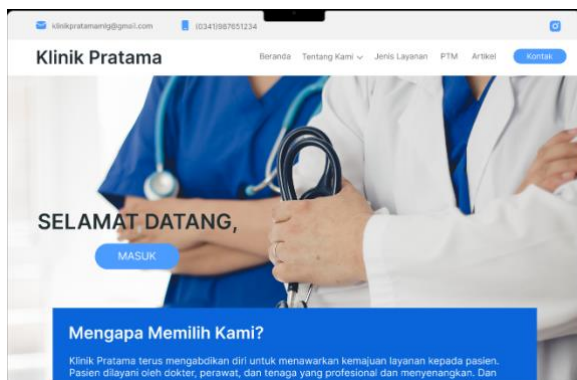 klinikpratamamlg@gmail.com
(0341)987651234
Klinik Pratama
Beranda
Tentang Kami
Jenis Layanan
PTM
Artikel
Kontak
SELAMAT DATANG,
MASUK
Mengapa Memilih Kami?
Klinik Pratama terus mengabdikan diri untuk menawarkan kemajuan layanan kepada pasien.
Pasien dilayani oleh dokter, perawat, dan tenaga yang profesional dan menyenangkan. Dan